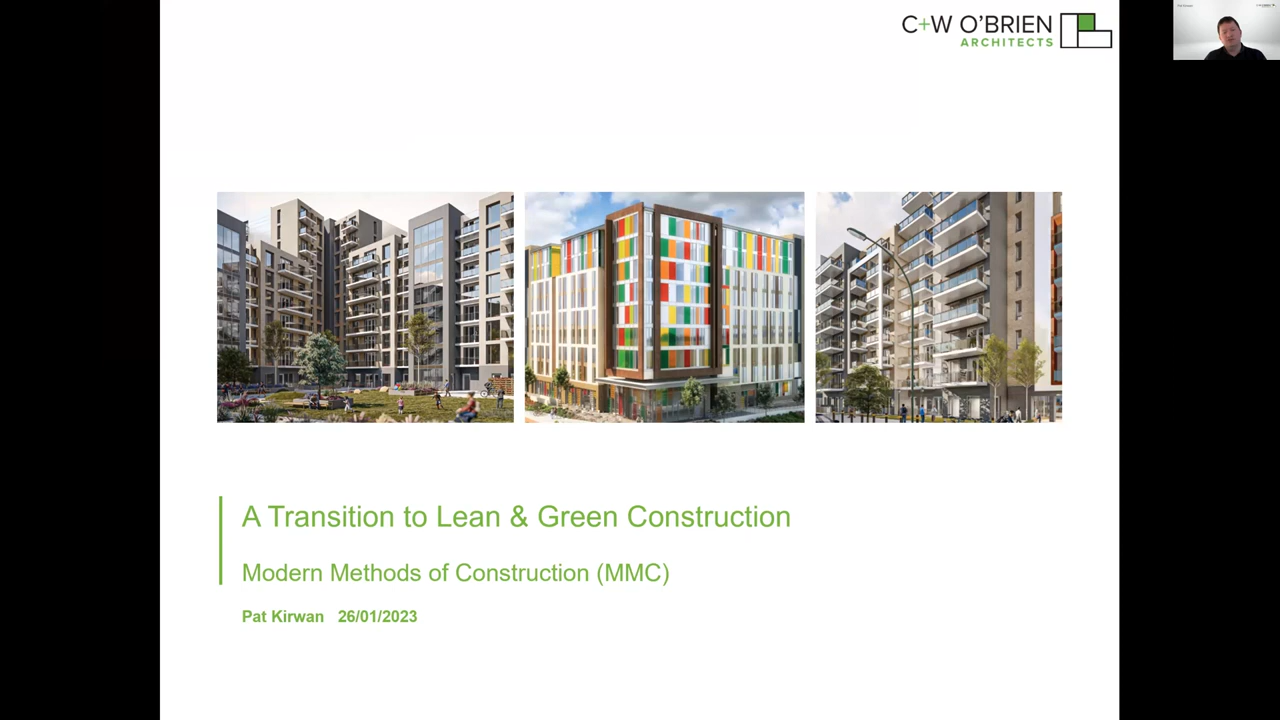 C+W O'BRIEN
ARCHITECTS
A Transition to Lean & Green Construction
Modern Methods of Construction (MMC)
Pat Kirwan 26/01/2023